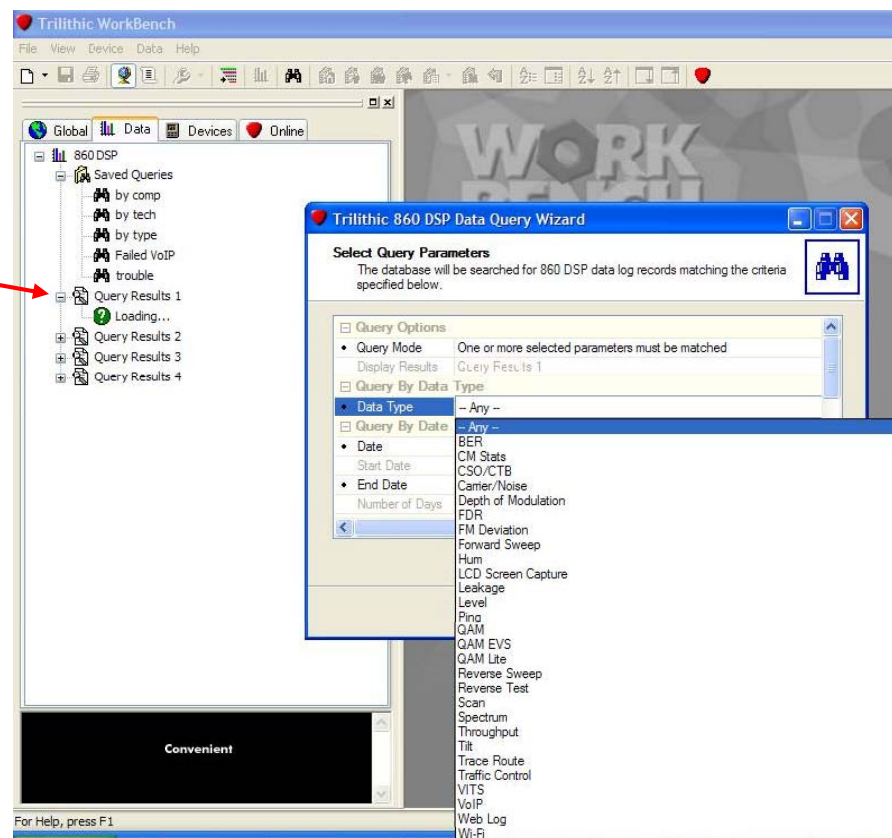 Trilithic WorkBench
File View Device Data Help
Global Data Devices Online
860 DSP
Saved Queries
by comp
by tech
by type
Failed VoIP
trouble
Query Results 1
Loading...
Query Results 2
Query Results 3
Query Results 4
WORK
BENCH
Trilithic 860 DSP Data Query Wizard
Select Query Parameters
The database will be searched for 860 DSP data log records matching the criteria
specified below.
Query Options
Query Mode One or more selected parameters must be matched
Display Results Query Results 1
Query By Data Type
Data Type -- Any --
Query By Date
Date
Start Date
End Date
Number of Days
-- Any --
BER
CM Stats
CSO/CTB
Carrier/Noise
Depth of Modulation
FDR
FM Deviation
Forward Sweep
Hum
LCD Screen Capture
Leakage
Level
Ping
QAM
QAM EVS
QAM Lite
Reverse Sweep
Reverse Test
Scan
Spectrum
Throughput
Tilt
Trace Route
Traffic Control
VITS
VoIP
Web Log
Wi-Fi
Convenient
For Help, press F1